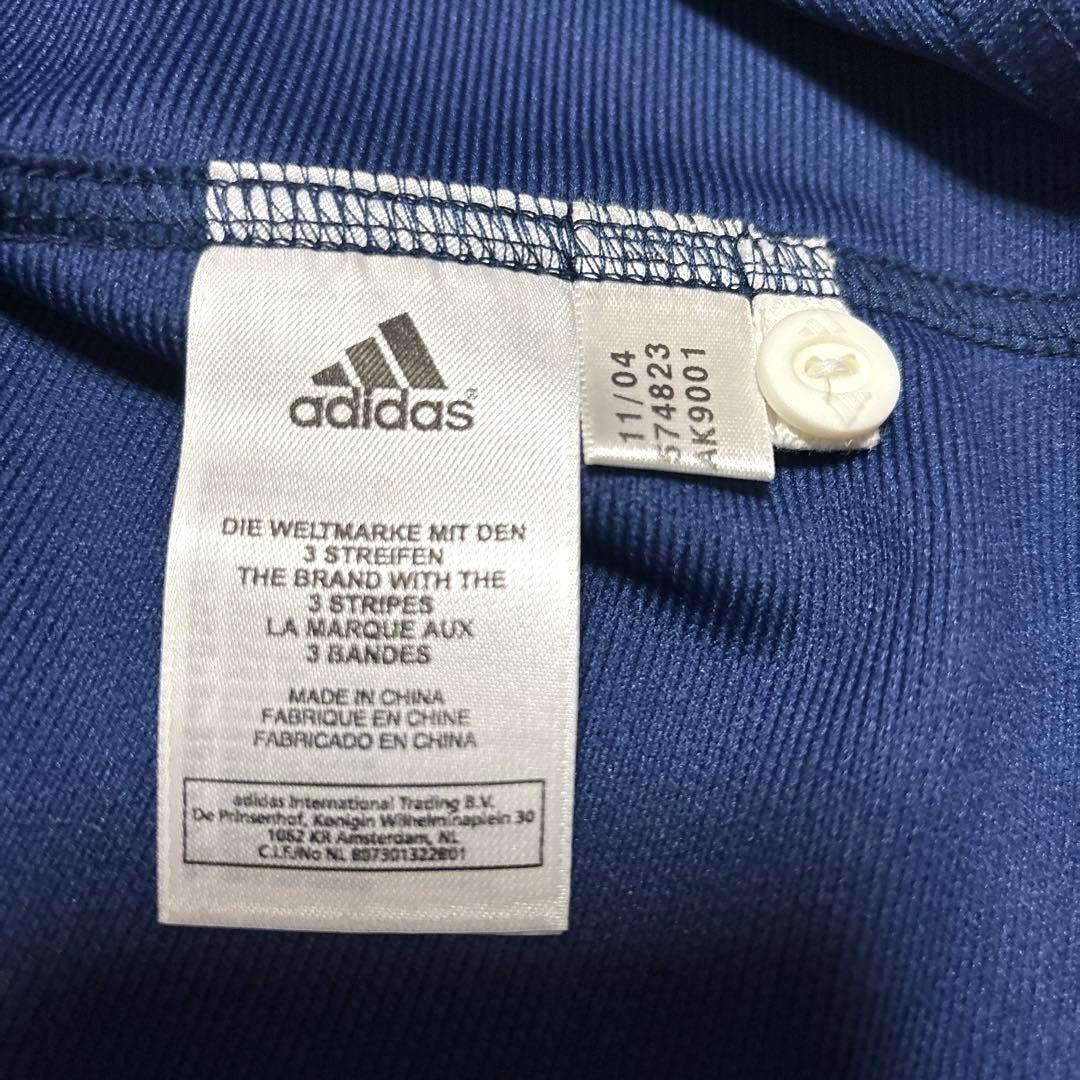 adidas
DIE WELTMARKE MIT DEN
3 STREIFEN
THE BRAND WITH THE
3 STRIPES
LA MARQUE AUX
3 BANDES
MADE IN CHINA
FABRIQUE EN CHINE
FABRICADO EN CHINA
adidas International Trading B.V.
De Prinsenhof, Konigin Wilhelminaplein 30
1062 KR Amsterdam, NL
C.I.F./No NL 807301322B01
11/04
574823
AK9001